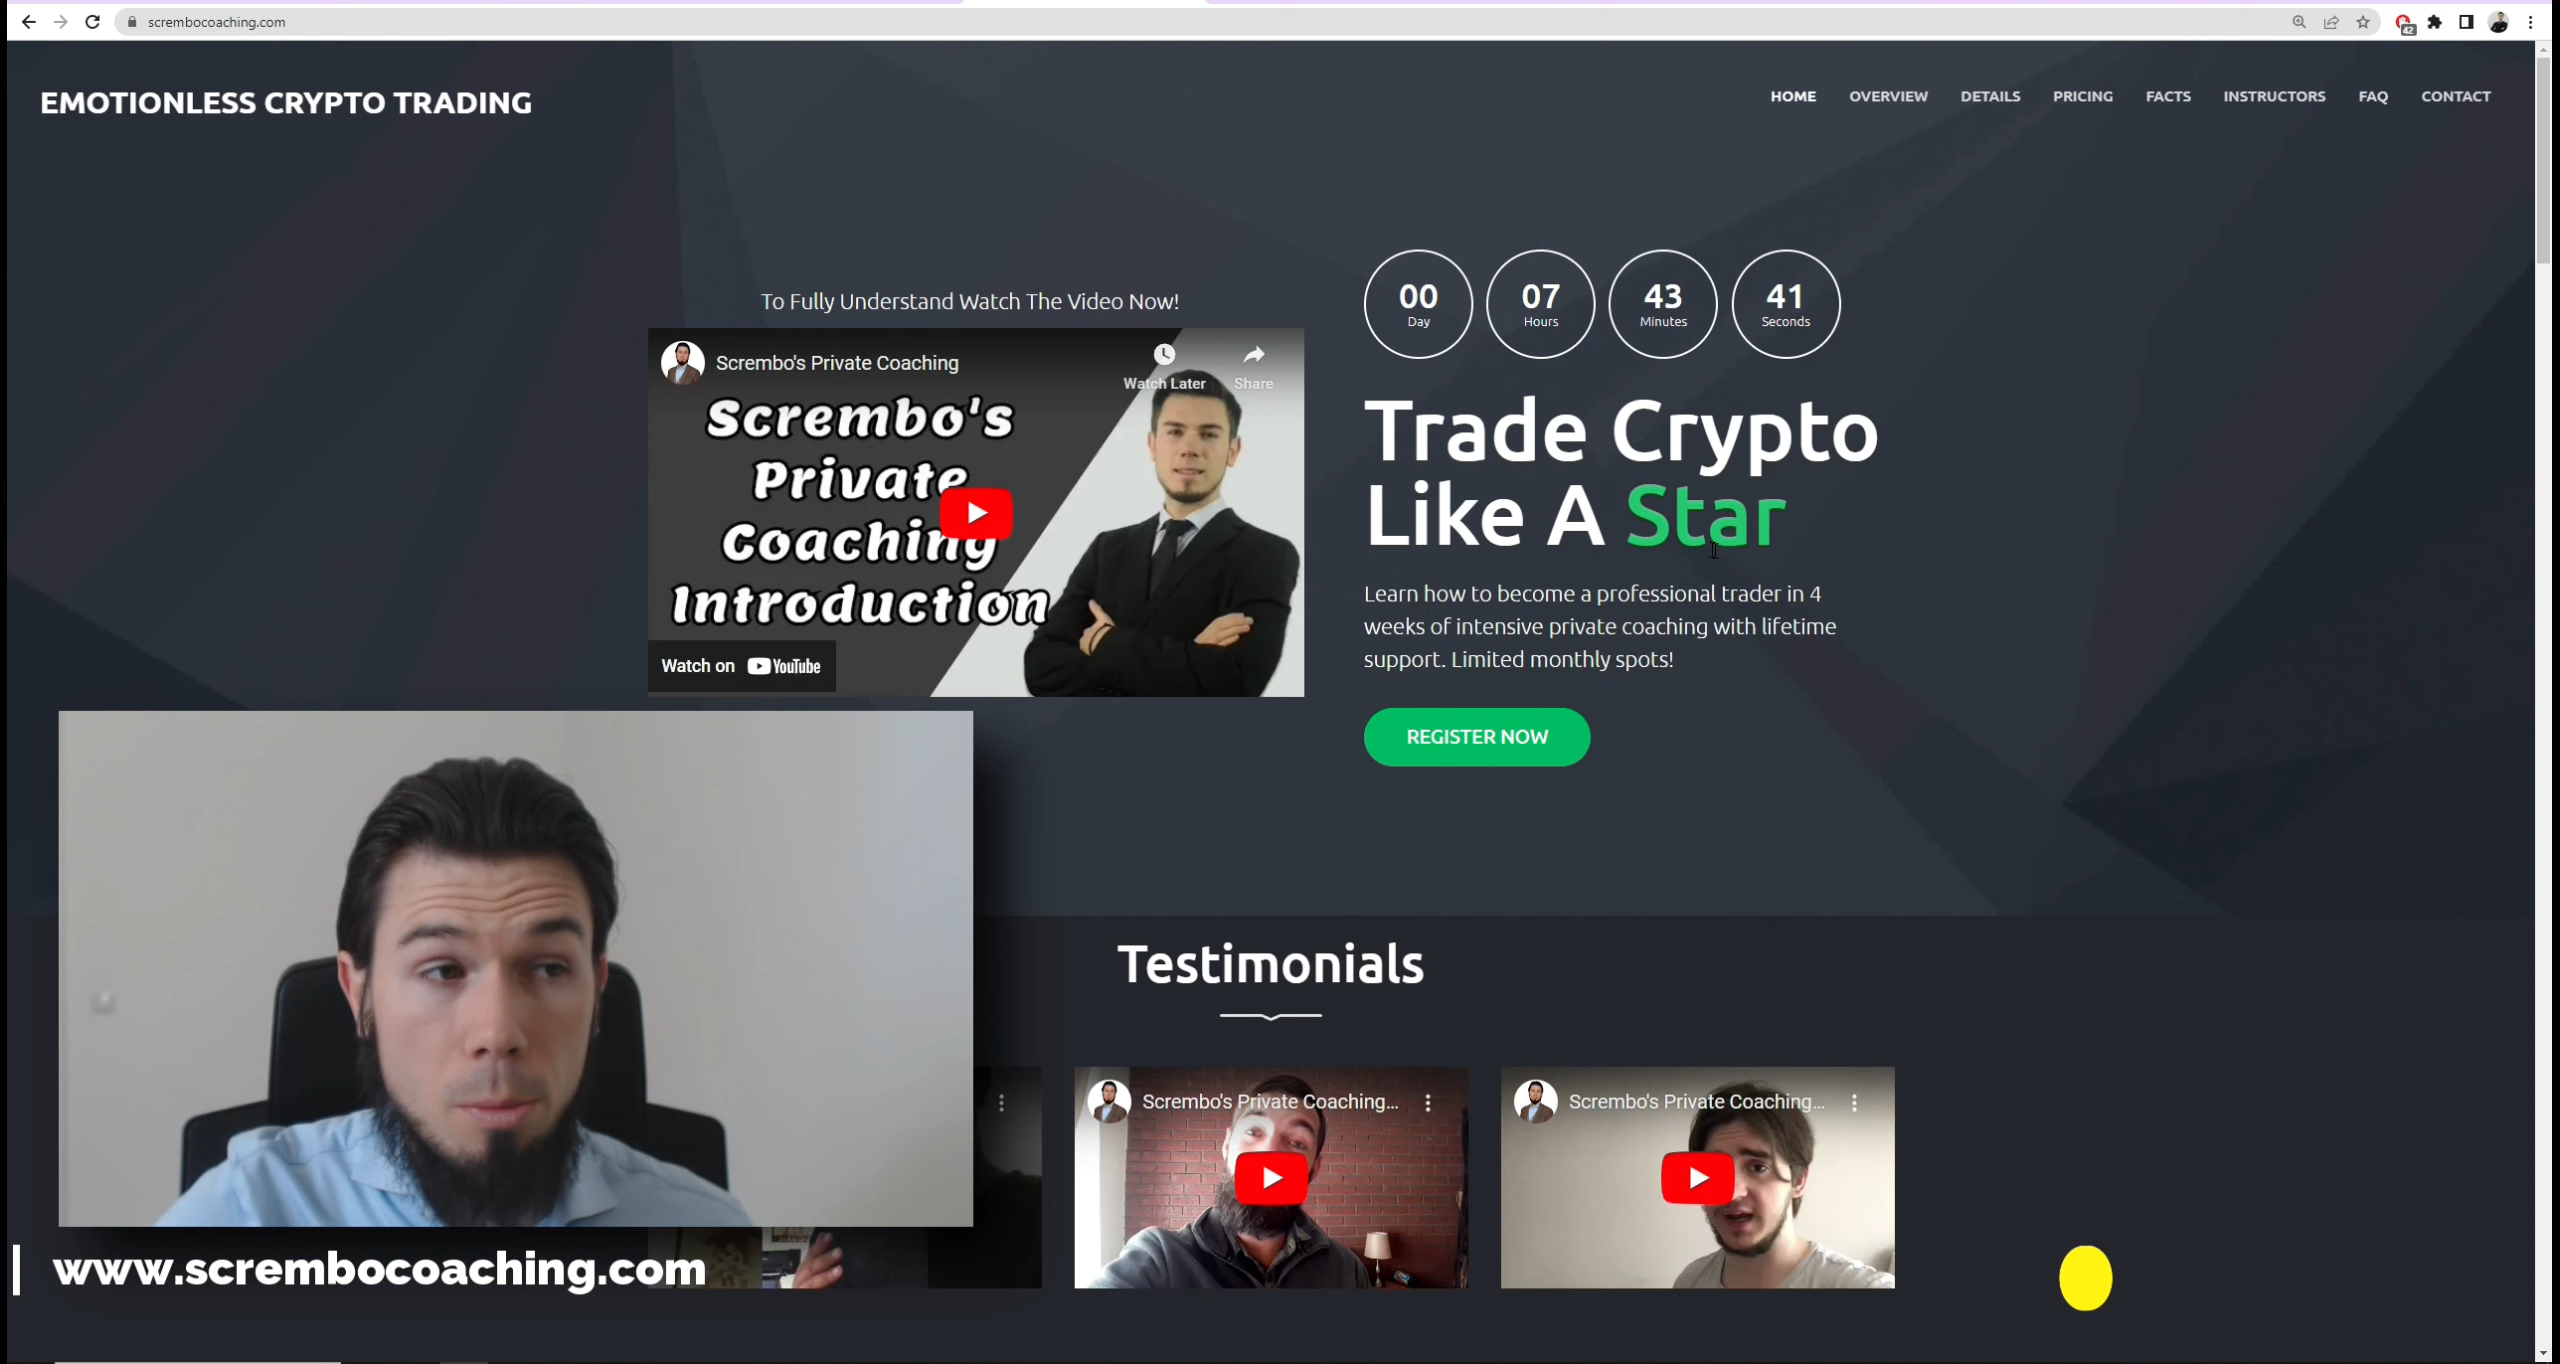 scrembocoaching.com
42
EMOTIONLESS CRYPTO TRADING
HOME OVERVIEW DETAILS PRICING FACTS INSTRUCTORS FAQ CONTACT
To Fully Understand Watch The Video Now!
Scrembo's Private Coaching
Watch Later Share
Scrembo's
Private
Coaching
Introduction
Watch on YouTube
00 07 43 41
Day Hours Minutes Seconds
Trade Crypto
Like A Star
Learn how to become a professional trader in 4
weeks of intensive private coaching with lifetime
support. Limited monthly spots!
REGISTER NOW
Testimonials
Scrembo's Private Coaching...
Scrembo's Private Coaching...
www.scrembocoaching.com